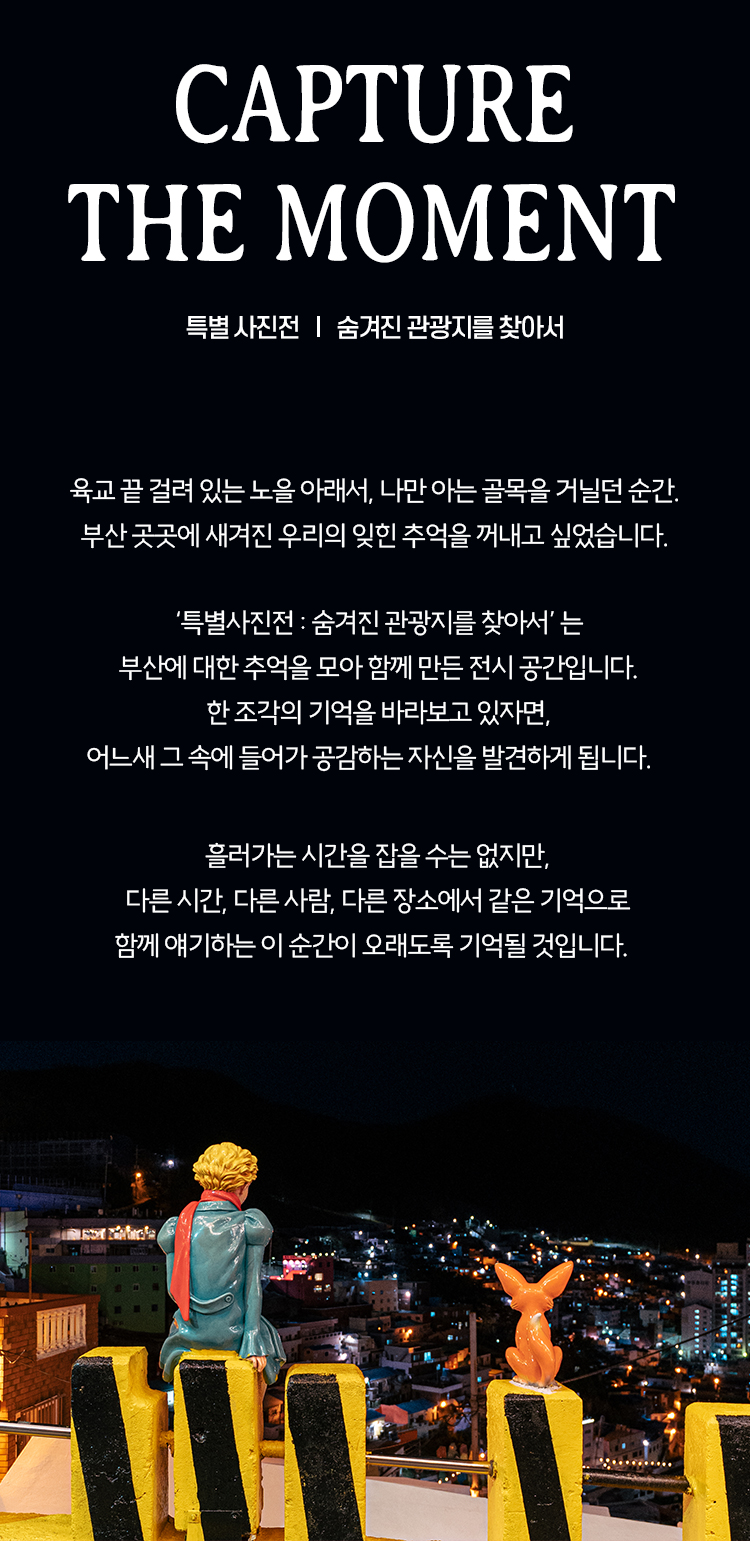 CAPTURE
THE MOMENT
특별 사진전 | 숨겨진 관광지를 찾아서
육교 끝 걸려 있는 노을 아래서, 나만 아는 골목을 거닐던 순간.
부산 곳곳에 새겨진 우리의 잊힌 추억을 꺼내고 싶었습니다.
‘특별사진전 : 숨겨진 관광지를 찾아서’ 는
부산에 대한 추억을 모아 함께 만든 전시 공간입니다.
한 조각의 기억을 바라보고 있자면,
어느새 그 속에 들어가 공감하는 자신을 발견하게 됩니다.
흘러가는 시간을 잡을 수는 없지만,
다른 시간, 다른 사람, 다른 장소에서 같은 기억으로
함께 얘기하는 이 순간이 오래도록 기억될 것입니다.